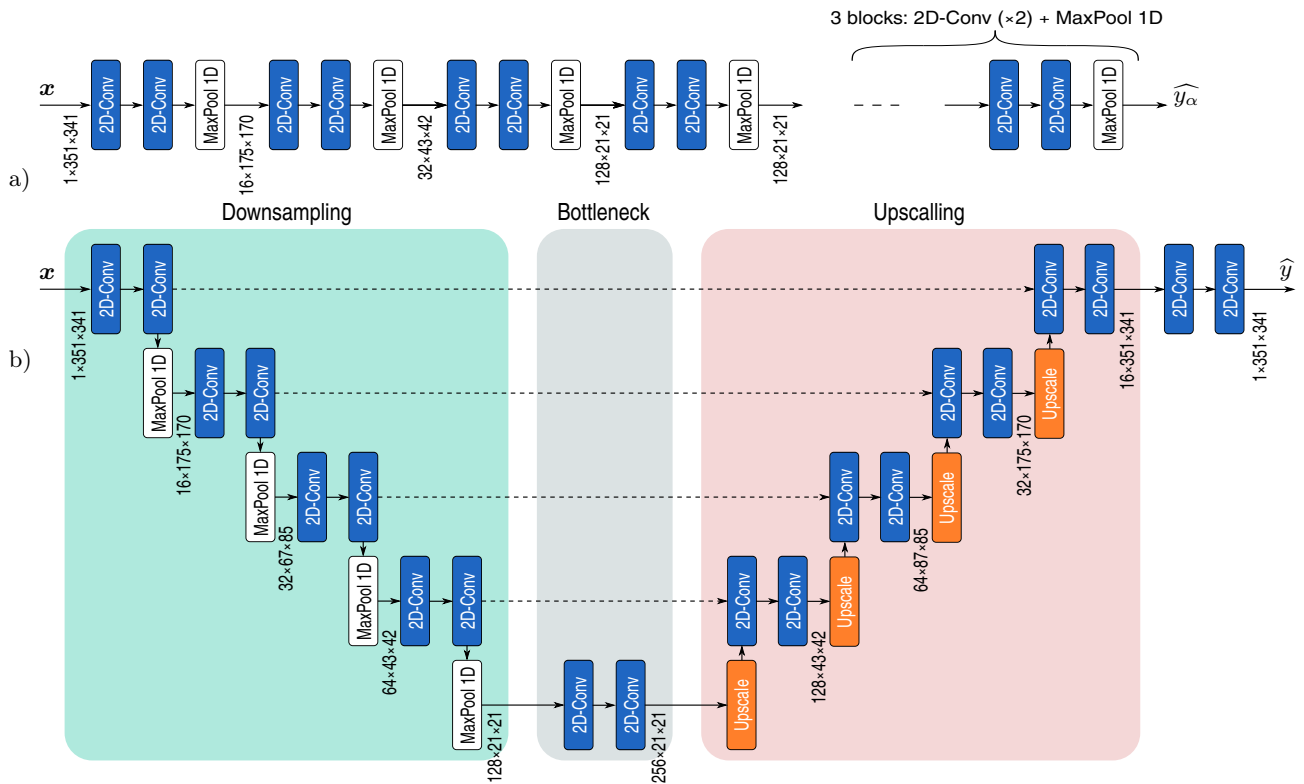 3 blocks: 2D-Conv (×2) + MaxPool 1D
x
2D-Conv
2D-Conv
MaxPool 1D
2D-Conv
2D-Conv
MaxPool 1D
2D-Conv
2D-Conv
MaxPool 1D
2D-Conv
2D-Conv
MaxPool 1D
2D-Conv
2D-Conv
MaxPool 1D
\widehat{y_α}
1×351×341
16×175×170
32×43×42
128×21×21
128×21×21
a)
Downsampling
Bottleneck
Upscalling
x
2D-Conv
2D-Conv
2D-Conv
2D-Conv
2D-Conv
2D-Conv
ŷ
1×351×341
16×351×341
1×351×341
b)
MaxPool 1D
2D-Conv
2D-Conv
2D-Conv
2D-Conv
Upscale
16×175×170
32×175×170
MaxPool 1D
2D-Conv
2D-Conv
2D-Conv
2D-Conv
Upscale
32×67×85
64×87×85
MaxPool 1D
2D-Conv
2D-Conv
2D-Conv
2D-Conv
Upscale
64×43×42
128×43×42
MaxPool 1D
2D-Conv
2D-Conv
Upscale
128×21×21
256×21×21